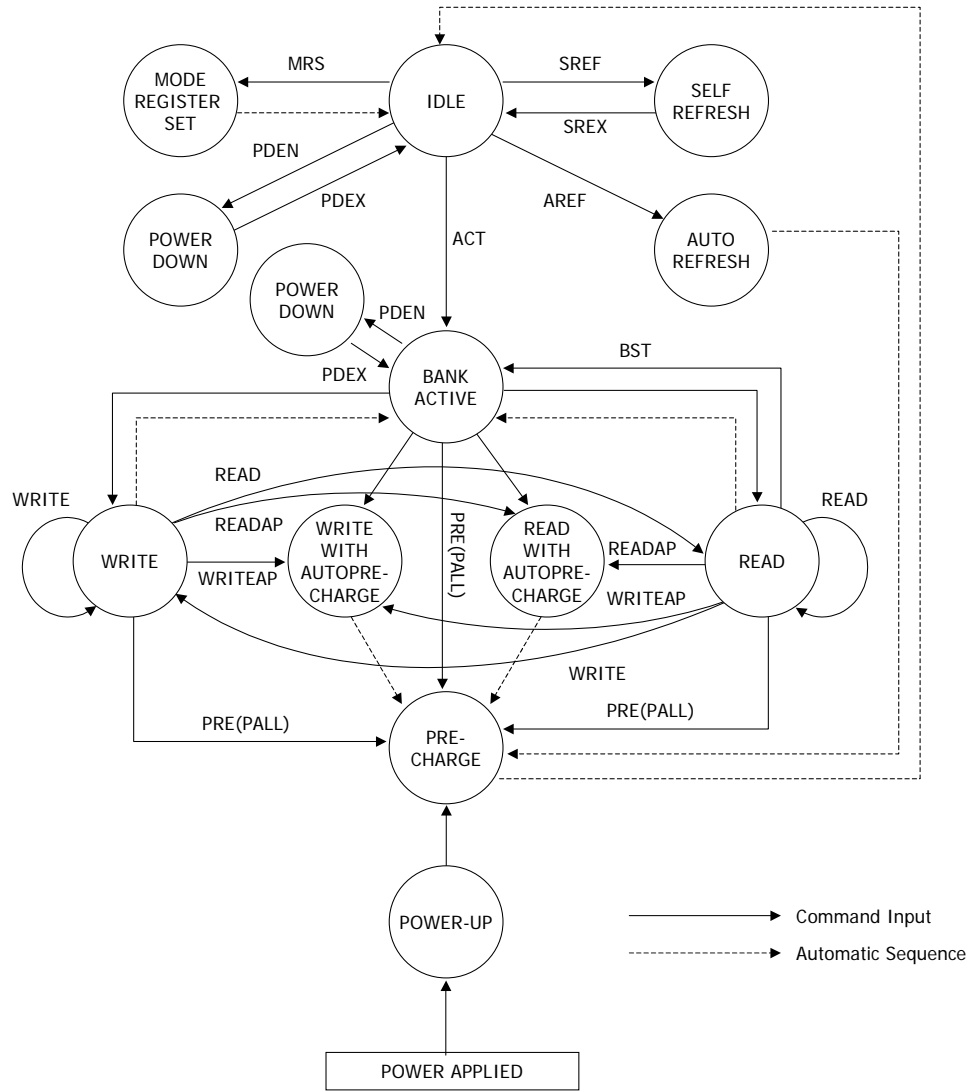 MRS
SREF
MODE
REGISTER
SET
IDLE
SELF
REFRESH
SREX
PDEN
PDEX
AREF
POWER
DOWN
ACT
AUTO
REFRESH
POWER
DOWN
PDEN
PDEX
BST
BANK
ACTIVE
WRITE
READ
READ
READAP
WRITE
WRITEAP
WRITE
WITH
AUTOPRE-
CHARGE
PRE(PALL)
READ
WITH
AUTOPRE-
CHARGE
READAP
WRITEAP
READ
WRITE
PRE(PALL)
PRE(PALL)
PRE-
CHARGE
POWER-UP
Command Input
Automatic Sequence
POWER APPLIED